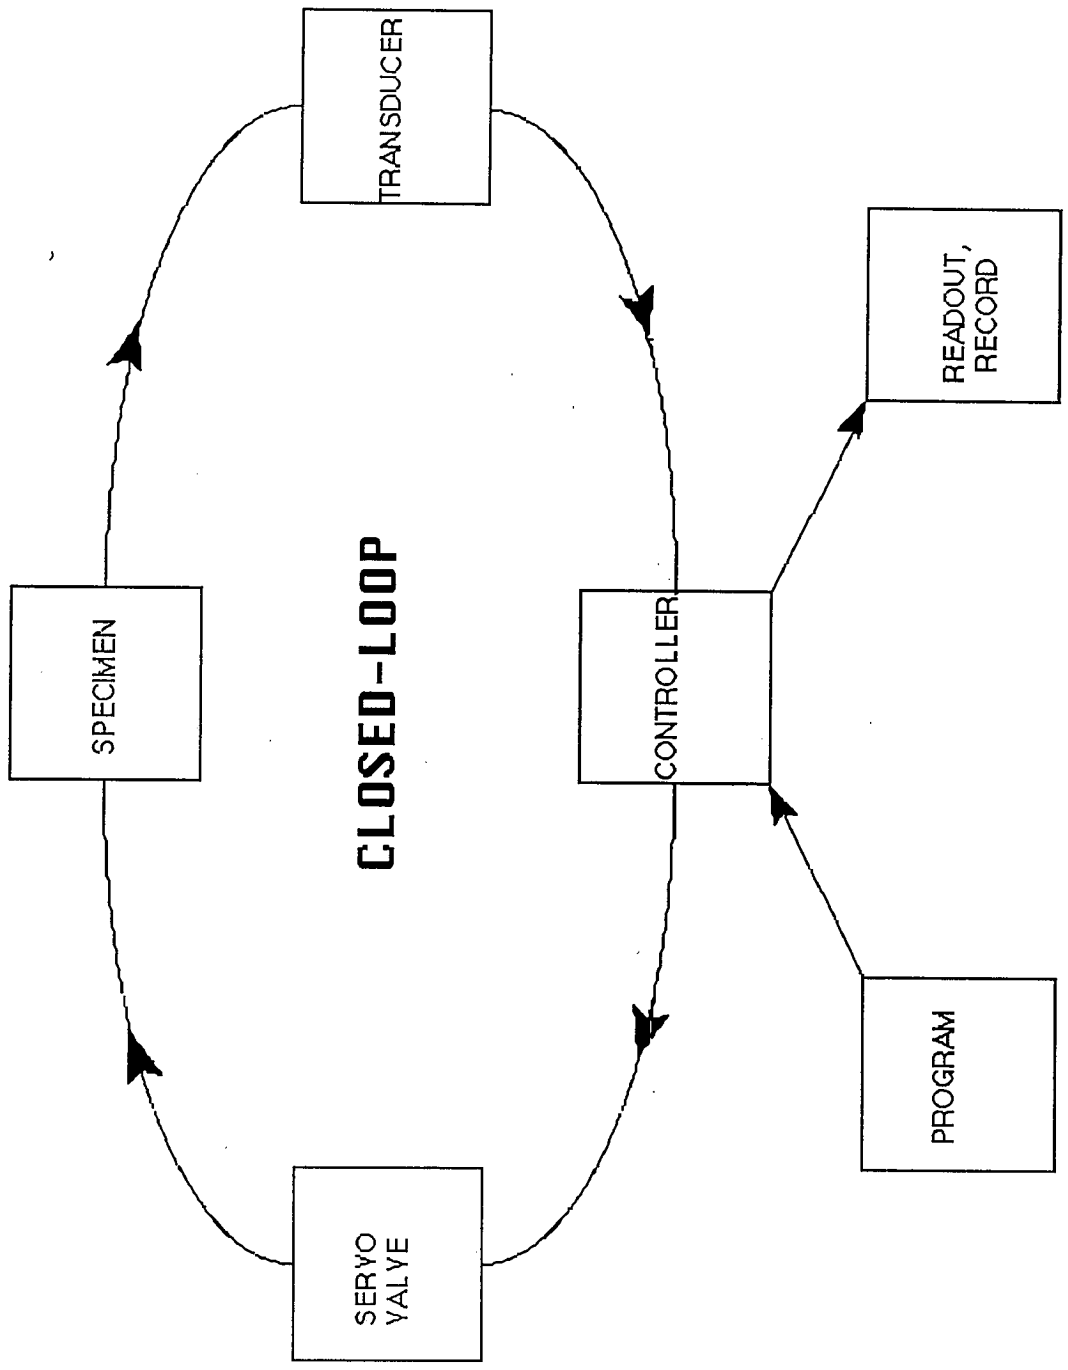 SPECIMEN
TRANSDUCER
SERVO
VALVE
CLOSED-LOOP
CONTROLLER
PROGRAM
READOUT,
RECORD